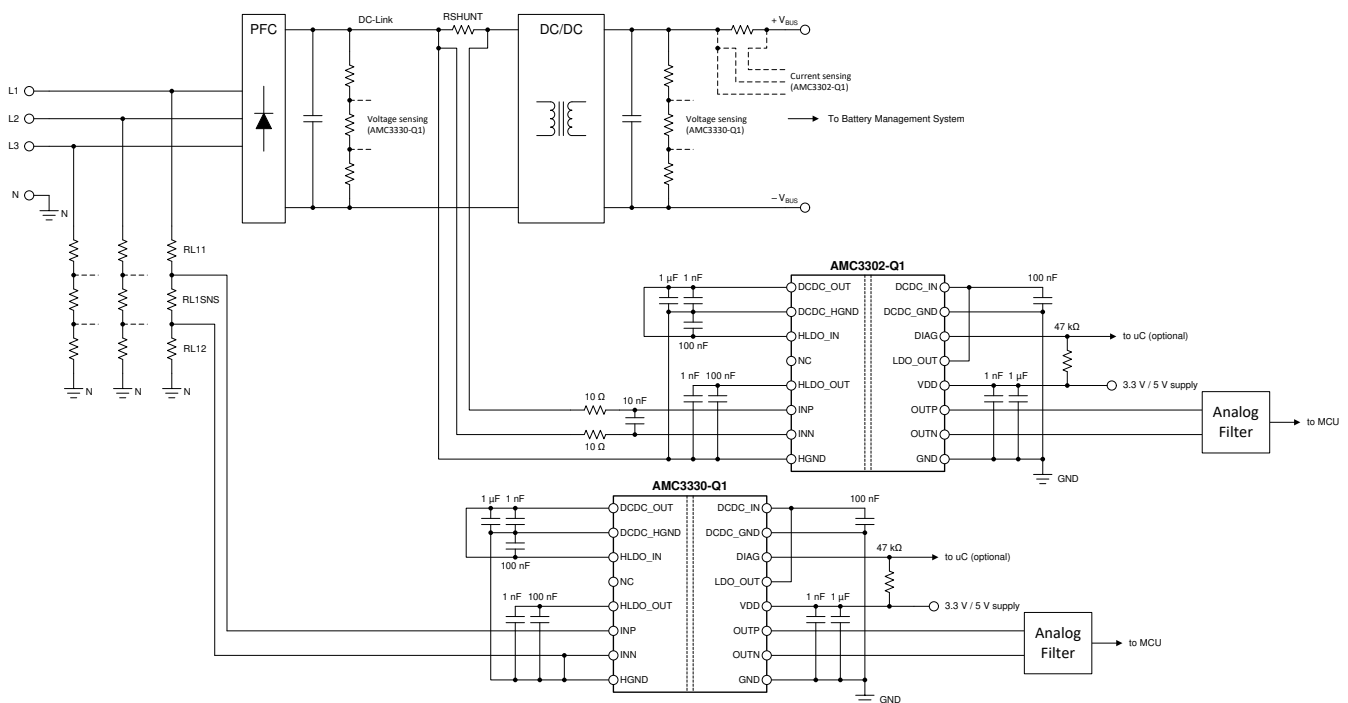 PFC
DC-Link
RSHUNT
DC/DC
+ VBUS
Current sensing
(AMC3302-Q1)
L1
L2
L3
N
N
Voltage sensing
(AMC3330-Q1)
Voltage sensing
(AMC3330-Q1)
To Battery Management System
– VBUS
RL11
RL1SNS
RL12
N
N
N
AMC3302-Q1
1 µF
1 nF
100 nF
DCDC_OUT
DCDC_HGND
HLDO_IN
NC
HLDO_OUT
INP
INN
HGND
1 nF
100 nF
10 Ω
10 nF
10 Ω
DCDC_IN
DCDC_GND
DIAG
LDO_OUT
VDD
OUTP
OUTN
GND
100 nF
47 kΩ
to uC (optional)
1 nF
1 µF
3.3 V / 5 V supply
Analog
Filter
to MCU
GND
AMC3330-Q1
1 µF
1 nF
100 nF
DCDC_OUT
DCDC_HGND
HLDO_IN
NC
HLDO_OUT
INP
INN
HGND
1 nF
100 nF
DCDC_IN
DCDC_GND
DIAG
LDO_OUT
VDD
OUTP
OUTN
GND
100 nF
47 kΩ
to uC (optional)
1 nF
1 µF
3.3 V / 5 V supply
Analog
Filter
to MCU
GND